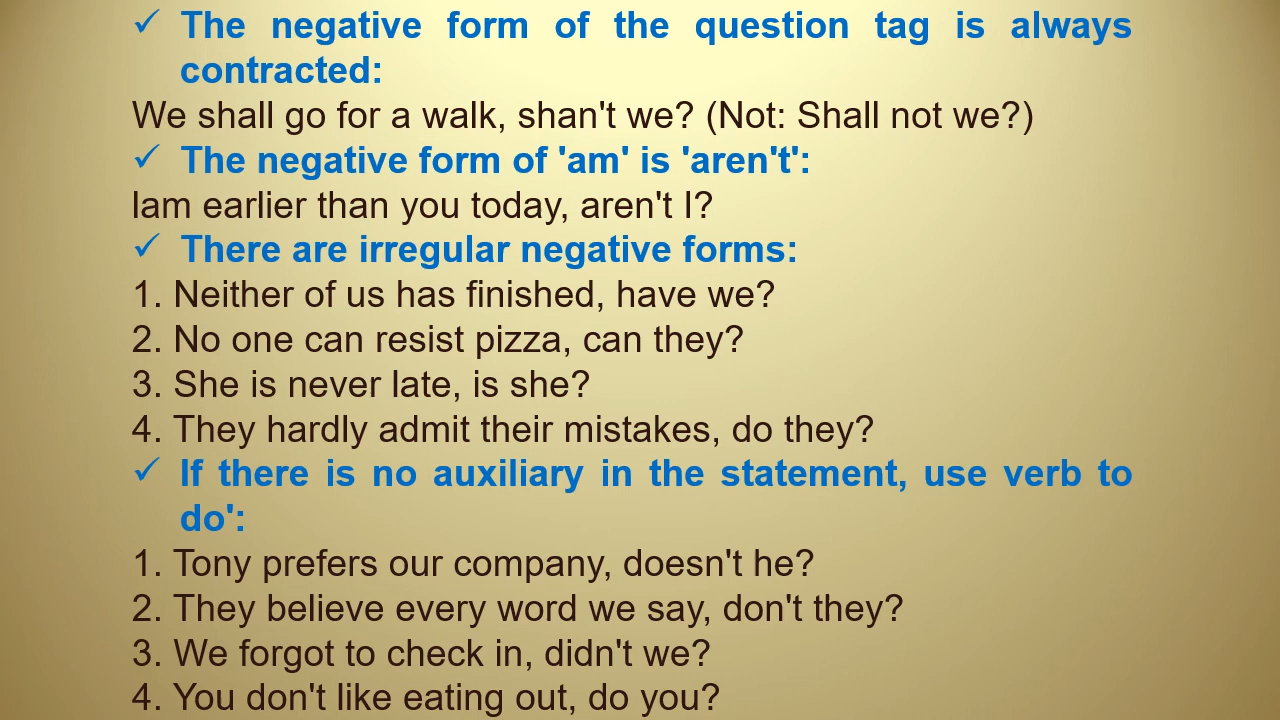 ✓ The negative form of the question tag is always
contracted:
We shall go for a walk, shan't we? (Not: Shall not we?)
✓ The negative form of 'am' is 'aren't':
Iam earlier than you today, aren't I?
✓ There are irregular negative forms:
1. Neither of us has finished, have we?
2. No one can resist pizza, can they?
3. She is never late, is she?
4. They hardly admit their mistakes, do they?
✓ If there is no auxiliary in the statement, use verb to
do':
1. Tony prefers our company, doesn't he?
2. They believe every word we say, don't they?
3. We forgot to check in, didn't we?
4. You don't like eating out, do you?